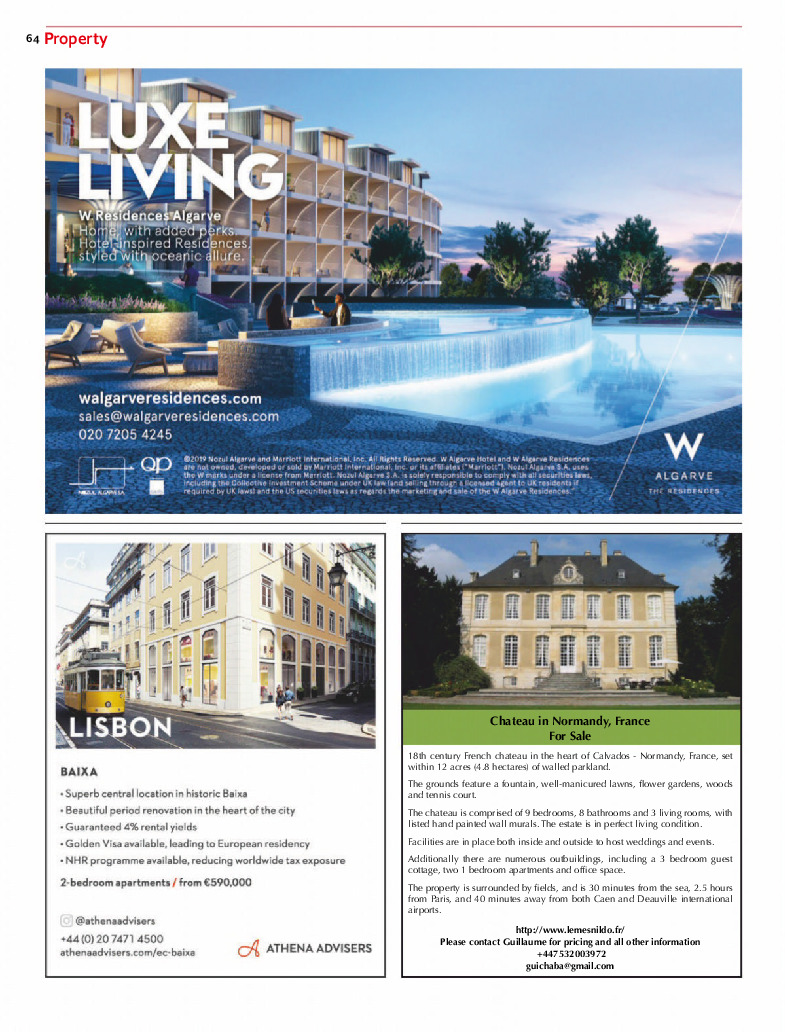 64 Property
LUXE
LIVING
W Residences Algarve
Home, with added perks.
Hotel-inspired Residences,
styled with oceanic allure.
walgarveresidences.com
sales@walgarveresidences.com
020 7205 4245
NOZUL ALGARVE S.A.
op
©2019 Nozul Algarve and Marriott International, Inc. All Rights Reserved. W Algarve Hotel and W Algarve Residences
are not owned, developed or sold by Marriott International, Inc. or its affiliates ("Marriott"). Nozul Algarve S.A. uses
the W marks under a license from Marriott. Nozul Algarve S.A. is solely responsible to comply with all securities laws,
including the Collective Investment Schema under UK law (and selling through a licensed agent to UK residents if
required by UK laws) and the US securities laws as regards the marketing and sale of the W Algarve Residences.
W
ALGARVE
THE RESIDENCES
A
LISBON
BAIXA
• Superb central location in historic Baixa
• Beautiful period renovation in the heart of the city
• Guaranteed 4% rental yields
• Golden Visa available, leading to European residency
• NHR programme available, reducing worldwide tax exposure
2-bedroom apartments / from €590,000
@athenaadvisers
+44 (0) 20 7471 4500
athenaadvisers.com/ec-baixa
ATHENA ADVISERS
Chateau in Normandy, France
For Sale
18th century French chateau in the heart of Calvados - Normandy, France, set
within 12 acres (4.8 hectares) of walled parkland.
The grounds feature a fountain, well-manicured lawns, flower gardens, woods
and tennis court.
The chateau is comprised of 9 bedrooms, 8 bathrooms and 3 living rooms, with
listed hand painted wall murals. The estate is in perfect living condition.
Facilities are in place both inside and outside to host weddings and events.
Additionally there are numerous outbuildings, including a 3 bedroom guest
cottage, two 1 bedroom apartments and office space.
The property is surrounded by fields, and is 30 minutes from the sea, 2.5 hours
from Paris, and 40 minutes away from both Caen and Deauville international
airports.
http://www.lemesnildo.fr/
Please contact Guillaume for pricing and all other information
+447532003972
guichaba@gmail.com